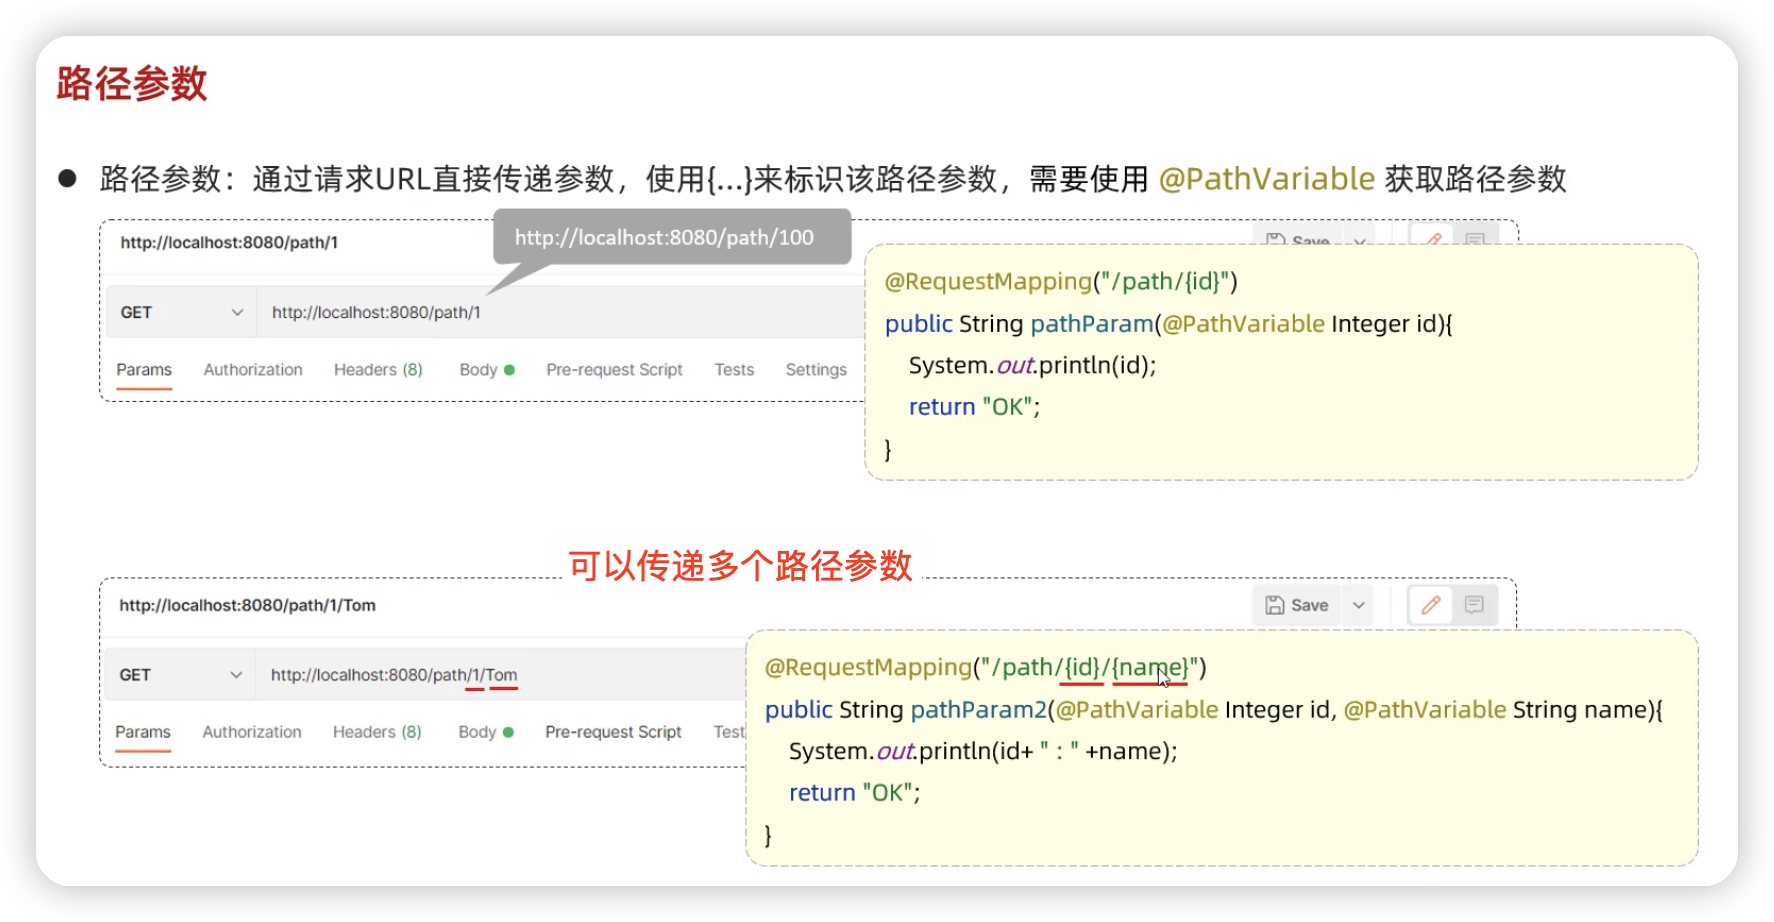 路径参数
● 路径参数：通过请求URL直接传递参数，使用{...}来标识该路径参数，需要使用 @PathVariable 获取路径参数
http://localhost:8080/path/1
http://localhost:8080/path/100
Save
GET http://localhost:8080/path/1
Params Authorization Headers (8) Body Pre-request Script Tests Settings
@RequestMapping("/path/{id}")
public String pathParam(@PathVariable Integer id){
System.out.println(id);
return "OK";
}
可以传递多个路径参数
http://localhost:8080/path/1/Tom
Save
GET http://localhost:8080/path/1/Tom
Params Authorization Headers (8) Body Pre-request Script Test
@RequestMapping("/path/{id}/{name}")
public String pathParam2(@PathVariable Integer id, @PathVariable String name){
System.out.println(id+ " : " +name);
return "OK";
}